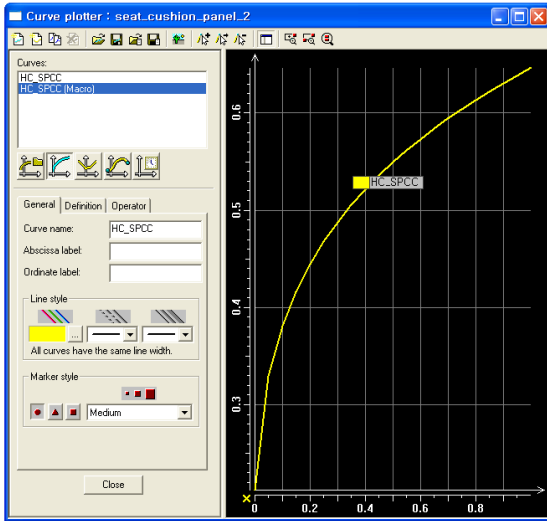 Curve plotter : seat_cushion_panel_2
Curves:
HC_SPCC
HC_SPCC (Macro)
General Definition Operator
Curve name: HC_SPCC
Abscissa label:
Ordinate label:
Line style
...
All curves have the same line width.
Marker style
Medium
Close
HC_SPCC
0.6
0.5
0.4
0.3
0 0.2 0.4 0.6 0.8